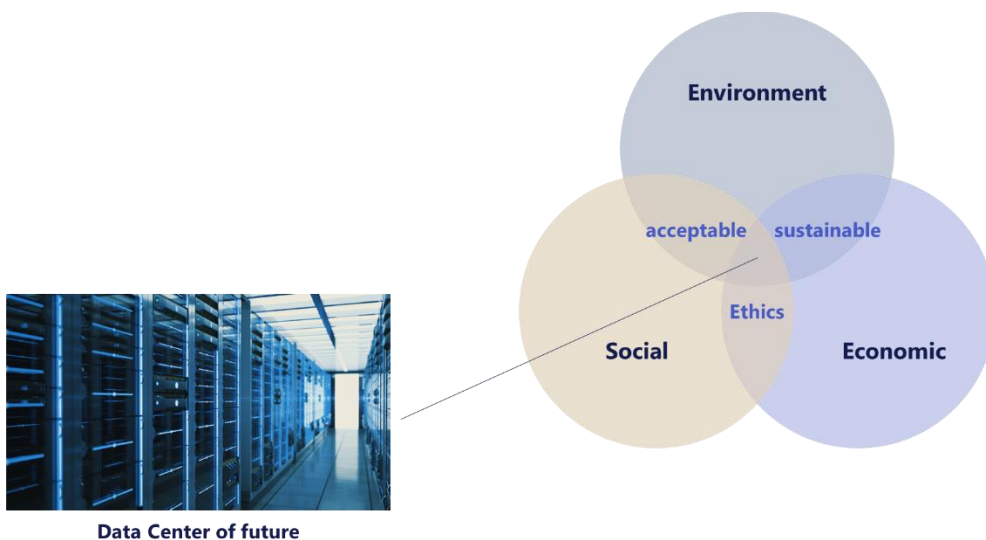 Environment
acceptable
sustainable
Ethics
Social
Economic
Data Center of future